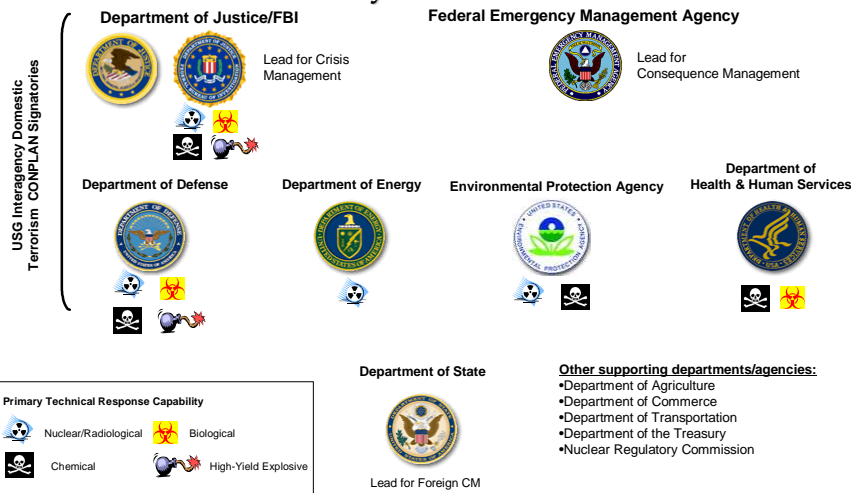 Department of Justice/FBI
Federal Emergency Management Agency
USG Interagency Domestic
Terrorism CONPLAN Signatories
Lead for Crisis
Management
Lead for
Consequence Management
Department of Defense
Department of Energy
Environmental Protection Agency
Department of
Health & Human Services
Department of State
Lead for Foreign CM
Other supporting departments/agencies:
•Department of Agriculture
•Department of Commerce
•Department of Transportation
•Department of the Treasury
•Nuclear Regulatory Commission
Primary Technical Response Capability
Nuclear/Radiological
Biological
Chemical
High-Yield Explosive